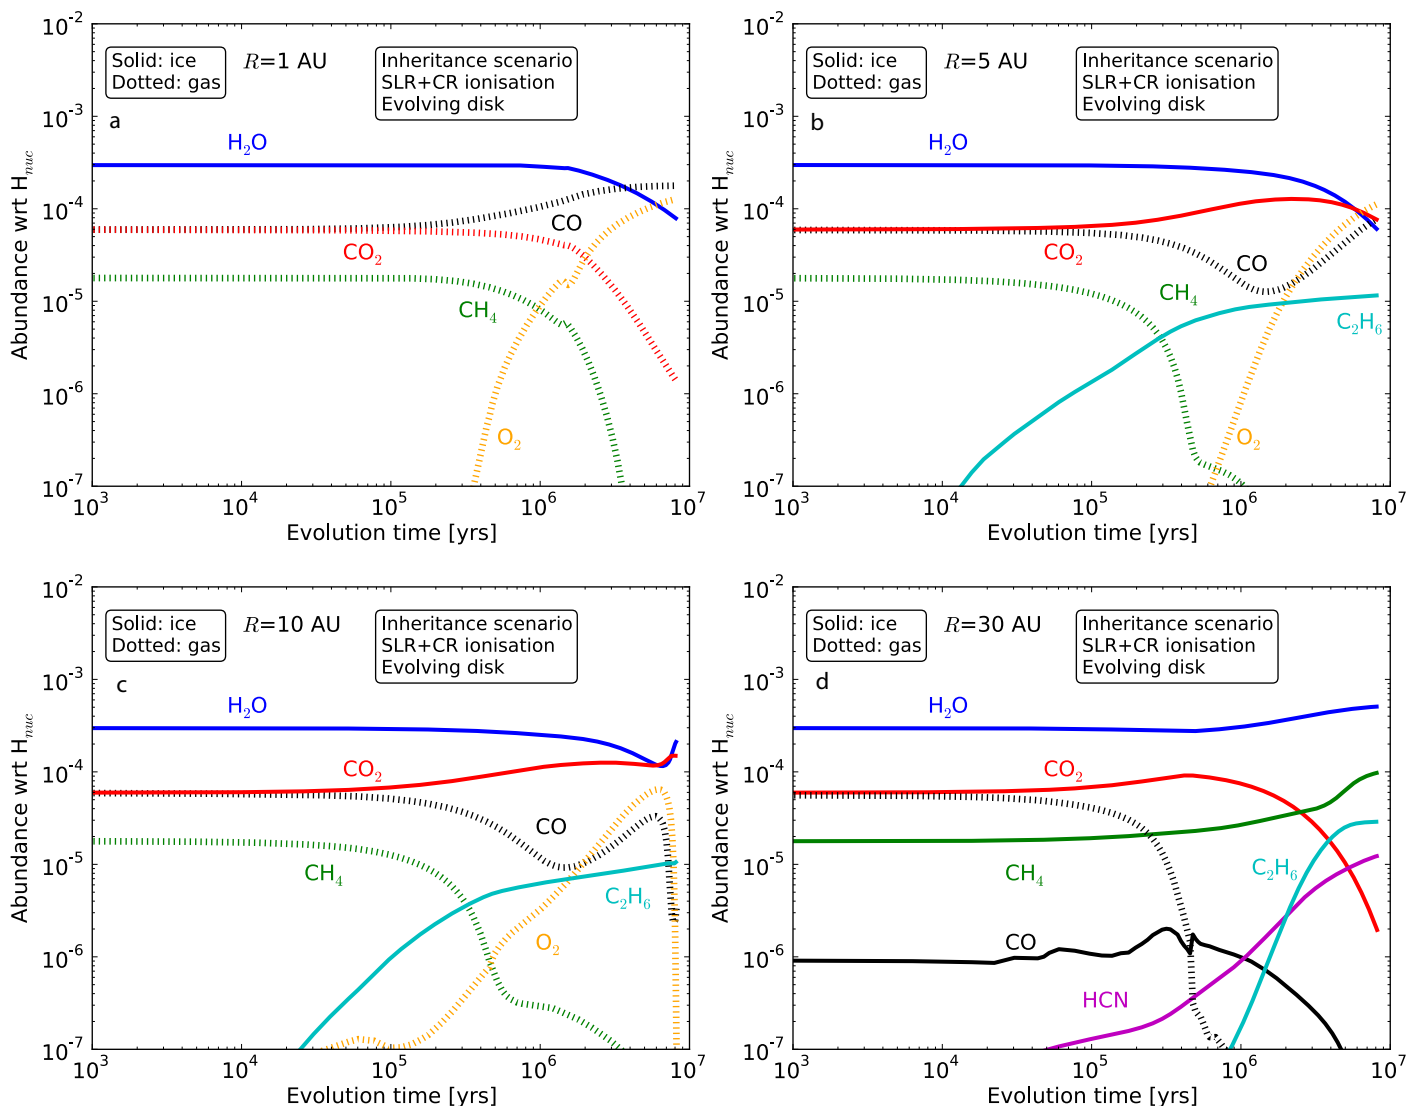 10⁻²
10⁻³
10⁻⁴
10⁻⁵
10⁻⁶
10⁻⁷
Abundance wrt H_nuc
Solid: ice
Dotted: gas
R=1 AU
Inheritance scenario
SLR+CR ionisation
Evolving disk
a
H₂O
CO
CO₂
CH₄
O₂
10³
10⁴
10⁵
10⁶
10⁷
Evolution time [yrs]
10⁻²
10⁻³
10⁻⁴
10⁻⁵
10⁻⁶
10⁻⁷
Abundance wrt H_nuc
Solid: ice
Dotted: gas
R=5 AU
Inheritance scenario
SLR+CR ionisation
Evolving disk
b
H₂O
CO₂
CO
CH₄
C₂H₆
O₂
10³
10⁴
10⁵
10⁶
10⁷
Evolution time [yrs]
10⁻²
10⁻³
10⁻⁴
10⁻⁵
10⁻⁶
10⁻⁷
Abundance wrt H_nuc
Solid: ice
Dotted: gas
R=10 AU
Inheritance scenario
SLR+CR ionisation
Evolving disk
c
H₂O
CO₂
CO
CH₄
C₂H₆
O₂
10³
10⁴
10⁵
10⁶
10⁷
Evolution time [yrs]
10⁻²
10⁻³
10⁻⁴
10⁻⁵
10⁻⁶
10⁻⁷
Abundance wrt H_nuc
Solid: ice
Dotted: gas
R=30 AU
Inheritance scenario
SLR+CR ionisation
Evolving disk
d
H₂O
CO₂
CH₄
C₂H₆
CO
HCN
10³
10⁴
10⁵
10⁶
10⁷
Evolution time [yrs]